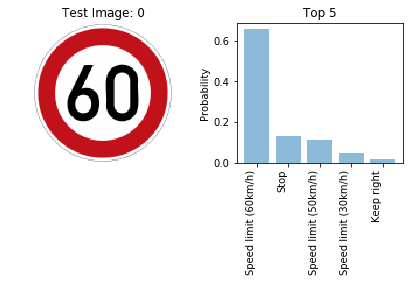 Test Image: 0
60
Top 5
Probability
0.6
0.4
0.2
0.0
Speed limit (60km/h)
Stop
Speed limit (50km/h)
Speed limit (30km/h)
Keep right